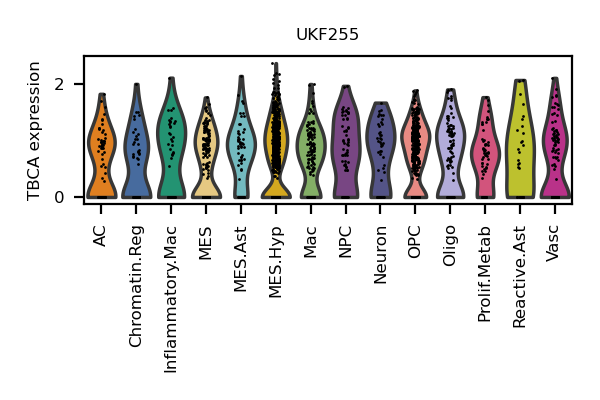 UKF255
TBCA expression
2
0
AC
Chromatin.Reg
Inflammatory.Mac
MES
MES.Ast
MES.Hyp
Mac
NPC
Neuron
OPC
Oligo
Prolif.Metab
Reactive.Ast
Vasc